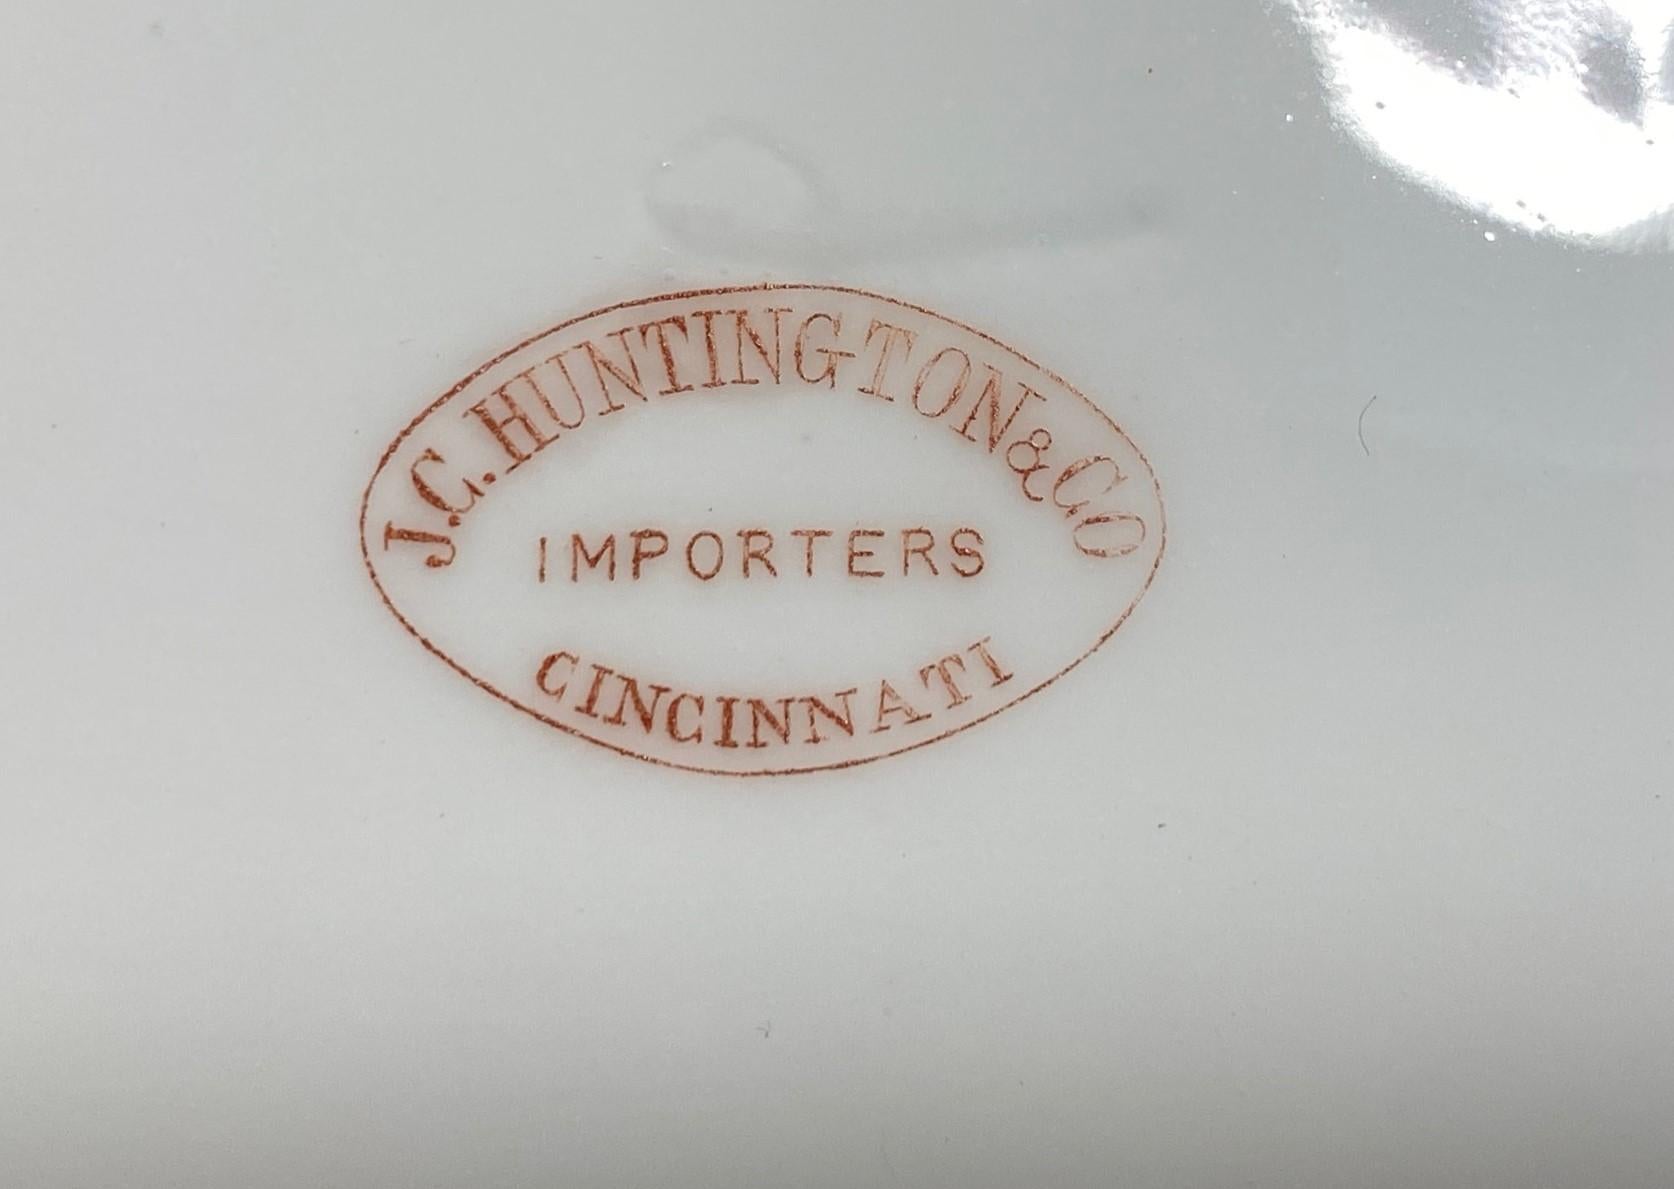 J.C. HUNTINGTON & CO
IMPORTERS
CINCINNATI